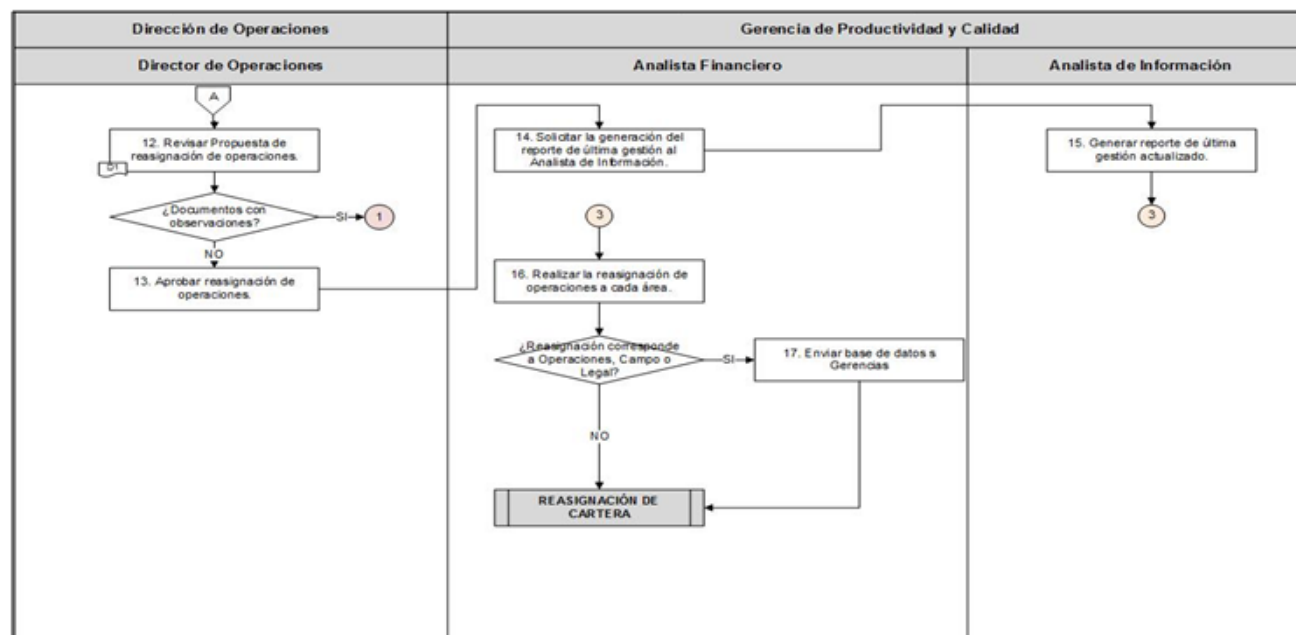 Dirección de Operaciones
Gerencia de Productividad y Calidad
Director de Operaciones
Analista Financiero
Analista de Información
A
12. Revisar Propuesta de
reasignación de operaciones.
D1
¿Documentos con
observaciones?
SI
1
NO
13. Aprobar reasignación de
operaciones.
14. Solicitar la generación del
reporte de última gestión al
Analista de Información.
15. Generar reporte de última
gestión actualizado.
3
3
16. Realizar la reasignación de
operaciones a cada área.
¿Reasignación corresponde
a Operaciones, Campo o
Legal?
SI
17. Enviar base de datos s
Gerencias
NO
REASIGNACIÓN DE
CARTERA